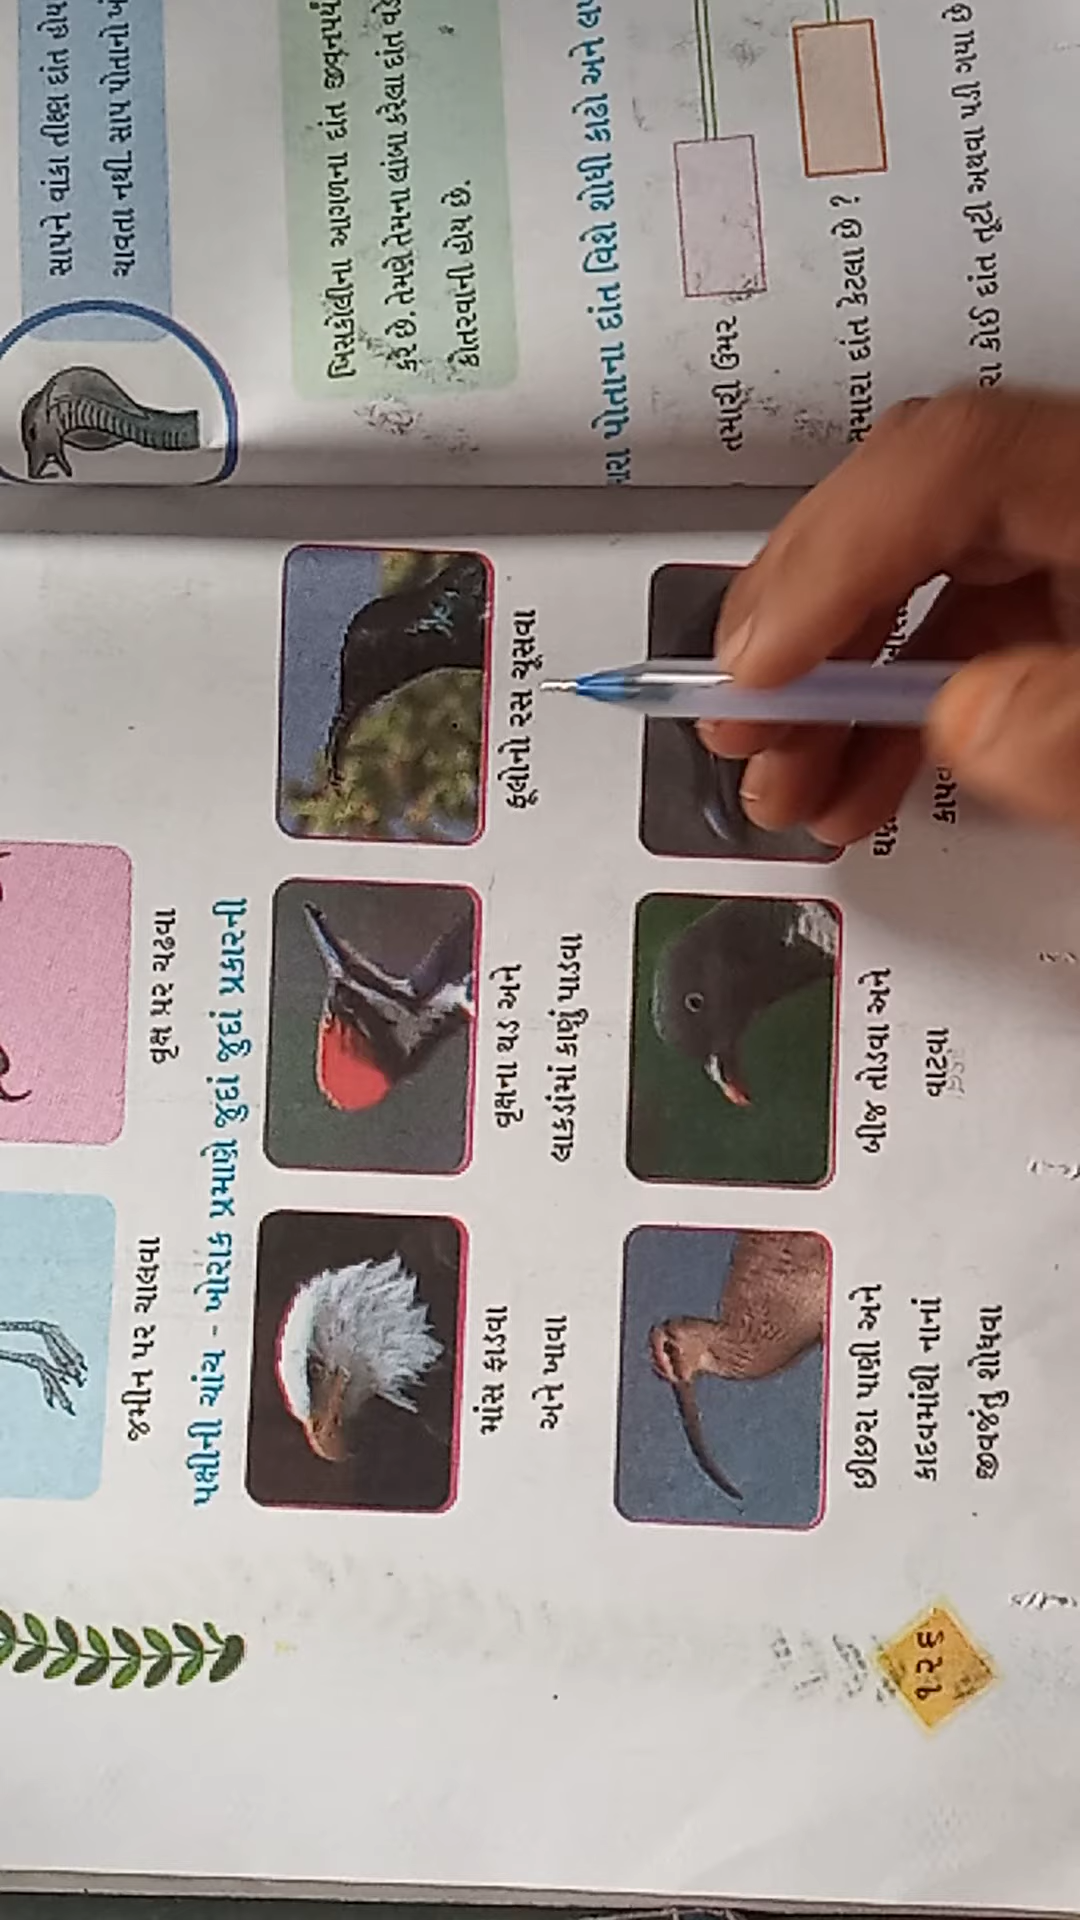 જમીન પર ચાલવા
વૃક્ષ પર ચઢવા
પક્ષીની ચાંચ - ખોરાક પ્રમાણે જુદાં જુદાં પ્રકારની
માંસ ફાડવા
અને ખાવા
વૃક્ષના થડ અને
લાકડાંમાં કાણું પાડવા
ફૂલોનો રસ ચૂસવા
છીછરા પાણી અને
કાદવમાંથી નાનાં
જીવજંતુ શોધવા
બીજ તોડવા અને
વાટવા
૧૨૬
સાપને વાંકા તીક્ષ્ણ દાંત હોય
ચાવતા નથી. સાપ પોતાનો
ખિસકોલીના આગળના દાંત
કરે છે. તેમણે તેમના લાંબા કરેલા દાંત વડે
કોતરવાની હોય છે.
પોતાના દાંત વિશે શોધી કાઢો અને
તમારી ઉંમર
તમારા દાંત કેટલા છે ?
કોઈ દાંત તૂટી અથવા પડી ગયા છે